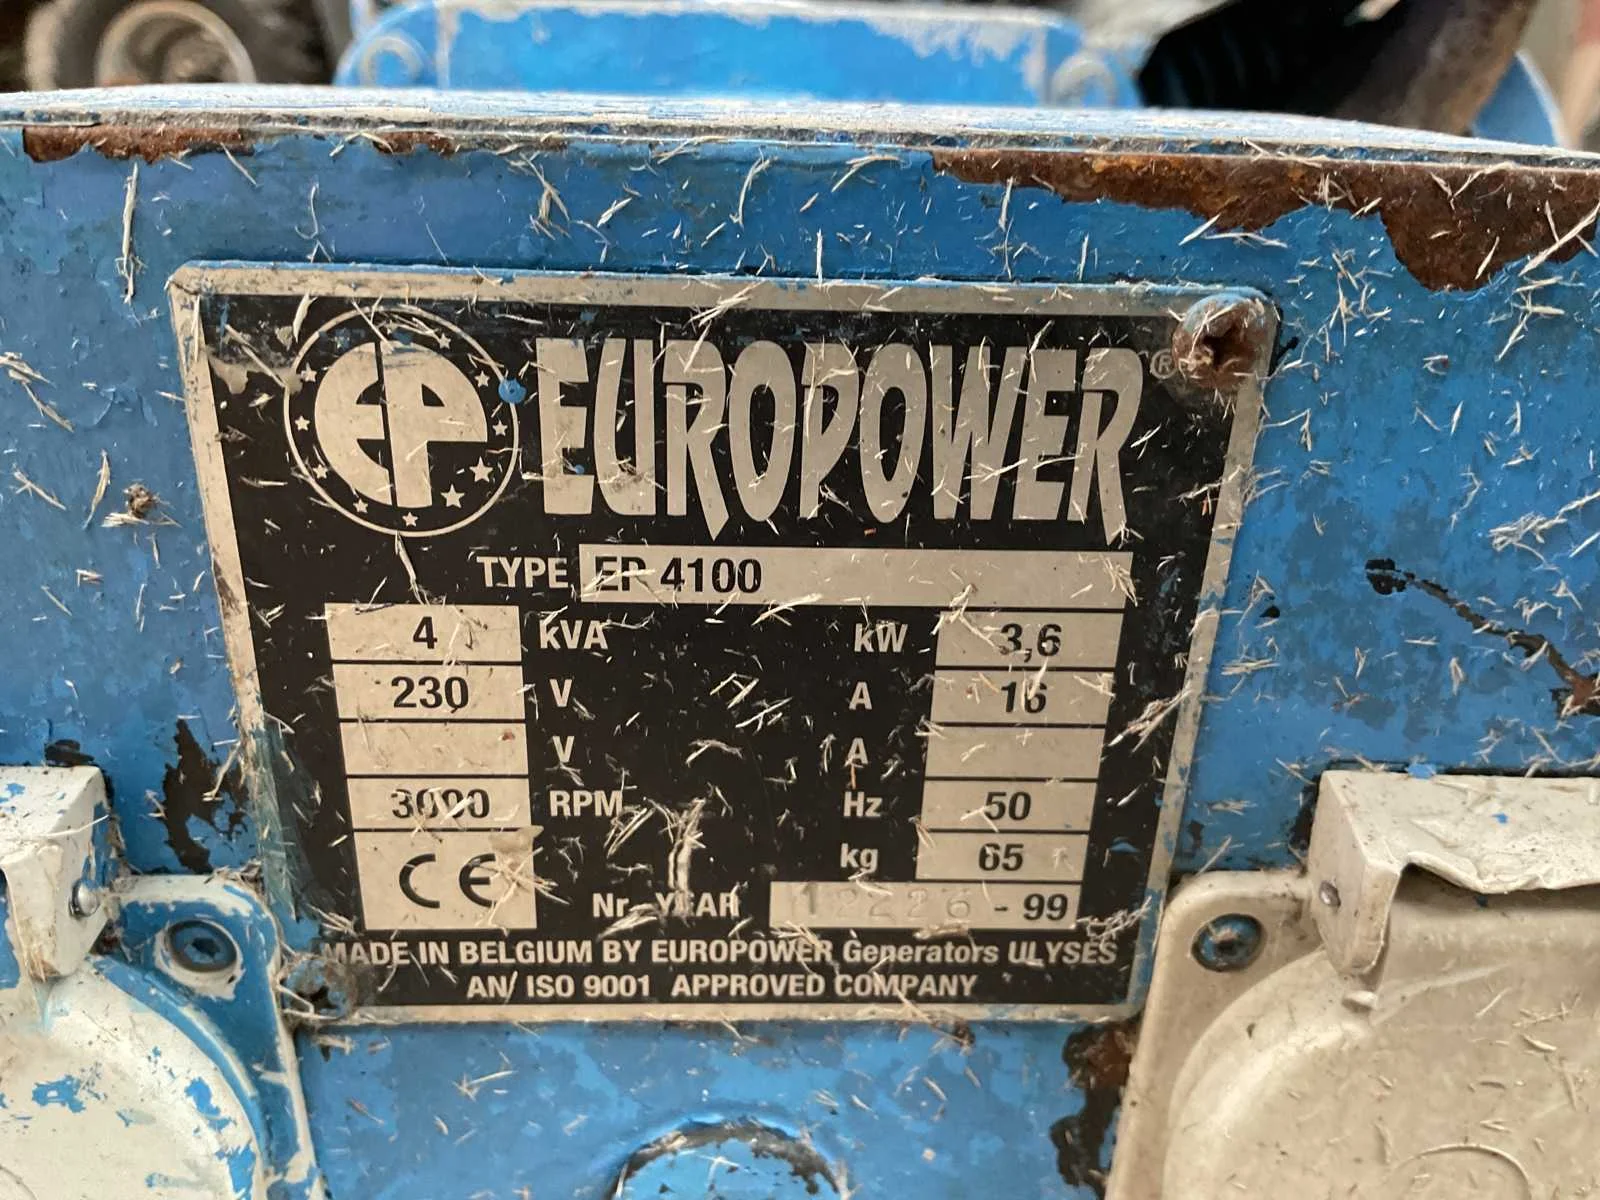 EP EUROPOWER®
TYPE EP 4100
4 kVA kW 3,6
230 V A 16
V A
3000 RPM Hz 50
kg 65
CE Nr. YEAR 12226 - 99
MADE IN BELGIUM BY EUROPOWER Generators ULYSES
AN ISO 9001 APPROVED COMPANY